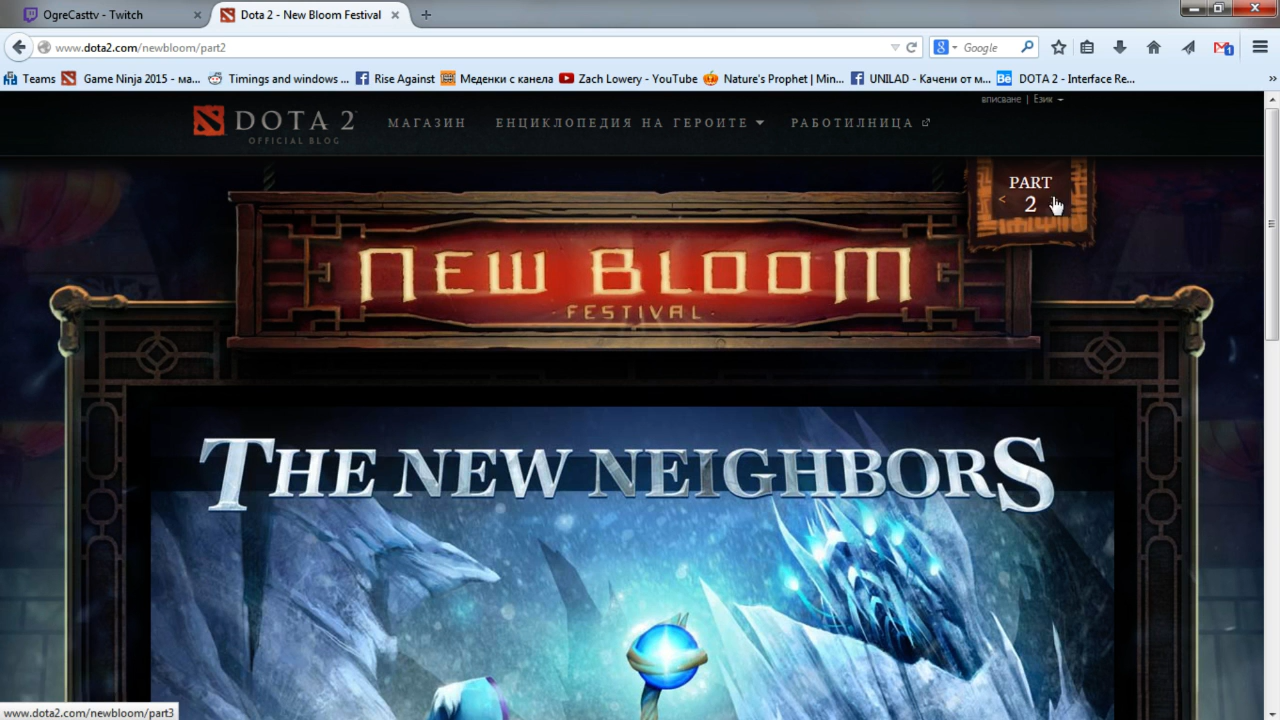 OgreCasttv - Twitch
Dota 2 - New Bloom Festival
www.dota2.com/newbloom/part2
Google
1
Teams
Game Ninja 2015 - ма...
Timings and windows ...
Rise Against
Меденки с канела
Zach Lowery - YouTube
Nature's Prophet | Min...
UNILAD - Качени от м...
Bē DOTA 2 - Interface Re...
вписване | Език
DOTA 2
OFFICIAL BLOG
МАГАЗИН
ЕНЦИКЛОПЕДИЯ НА ГЕРОИТЕ
РАБОТИЛНИЦА
PART
< 2
NEW BLOOM
· FESTIVAL ·
THE NEW NEIGHBORS
www.dota2.com/newbloom/part3